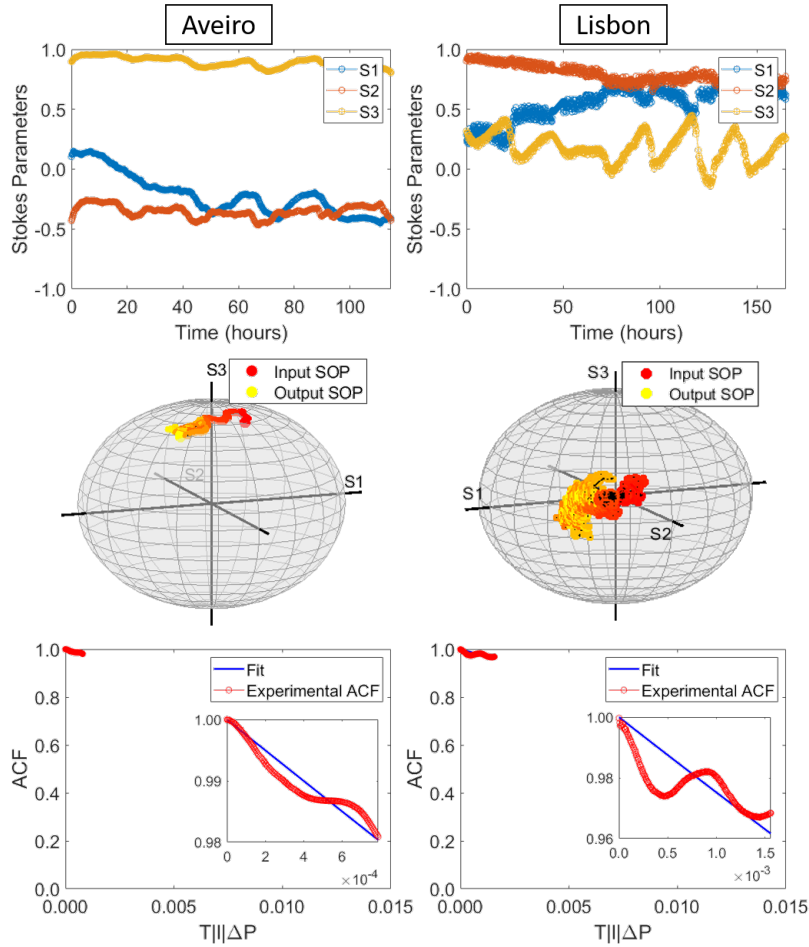 Aveiro
Lisbon
1.0
0.5
0.0
-0.5
-1.0
Stokes Parameters
0
20
40
60
80
100
Time (hours)
S1
S2
S3
1.0
0.5
0.0
-0.5
-1.0
Stokes Parameters
0
50
100
150
Time (hours)
S1
S2
S3
S3
Input SOP
Output SOP
S2
S1
S3
Input SOP
Output SOP
S1
S2
1.0
0.8
0.6
0.4
0.2
0.0
ACF
0.000
0.005
0.010
0.015
T|l|ΔP
Fit
Experimental ACF
1.00
0.99
0.98
0
2
4
6
×10⁻⁴
1.0
0.8
0.6
0.4
0.2
0.0
ACF
0.000
0.005
0.010
0.015
T|l|ΔP
Fit
Experimental ACF
1.00
0.98
0.96
0.0
0.5
1.0
1.5
×10⁻³